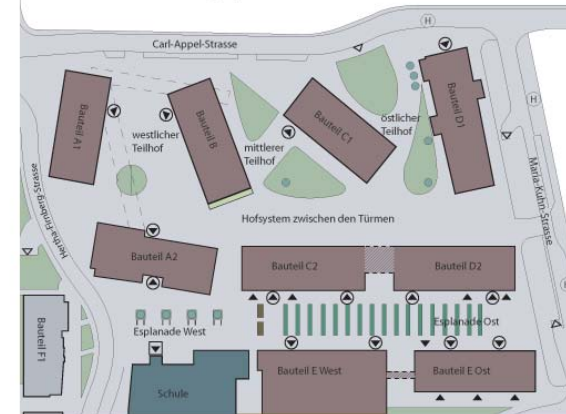 Carl-Appel-Strasse
H
Bauteil A1
Bauteil B
Bauteil C1
Bauteil D1
westlicher
Teilhof
mittlerer
Teilhof
östlicher
Teilhof
H
Hertha-Firnberg-Strasse
Maria-Kuhn-Strasse
Hofsystem zwischen den Türmen
Bauteil A2
Bauteil C2
Bauteil D2
H
Esplanade West
Esplanade Ost
Bauteil F1
Schule
Bauteil E West
Bauteil E Ost